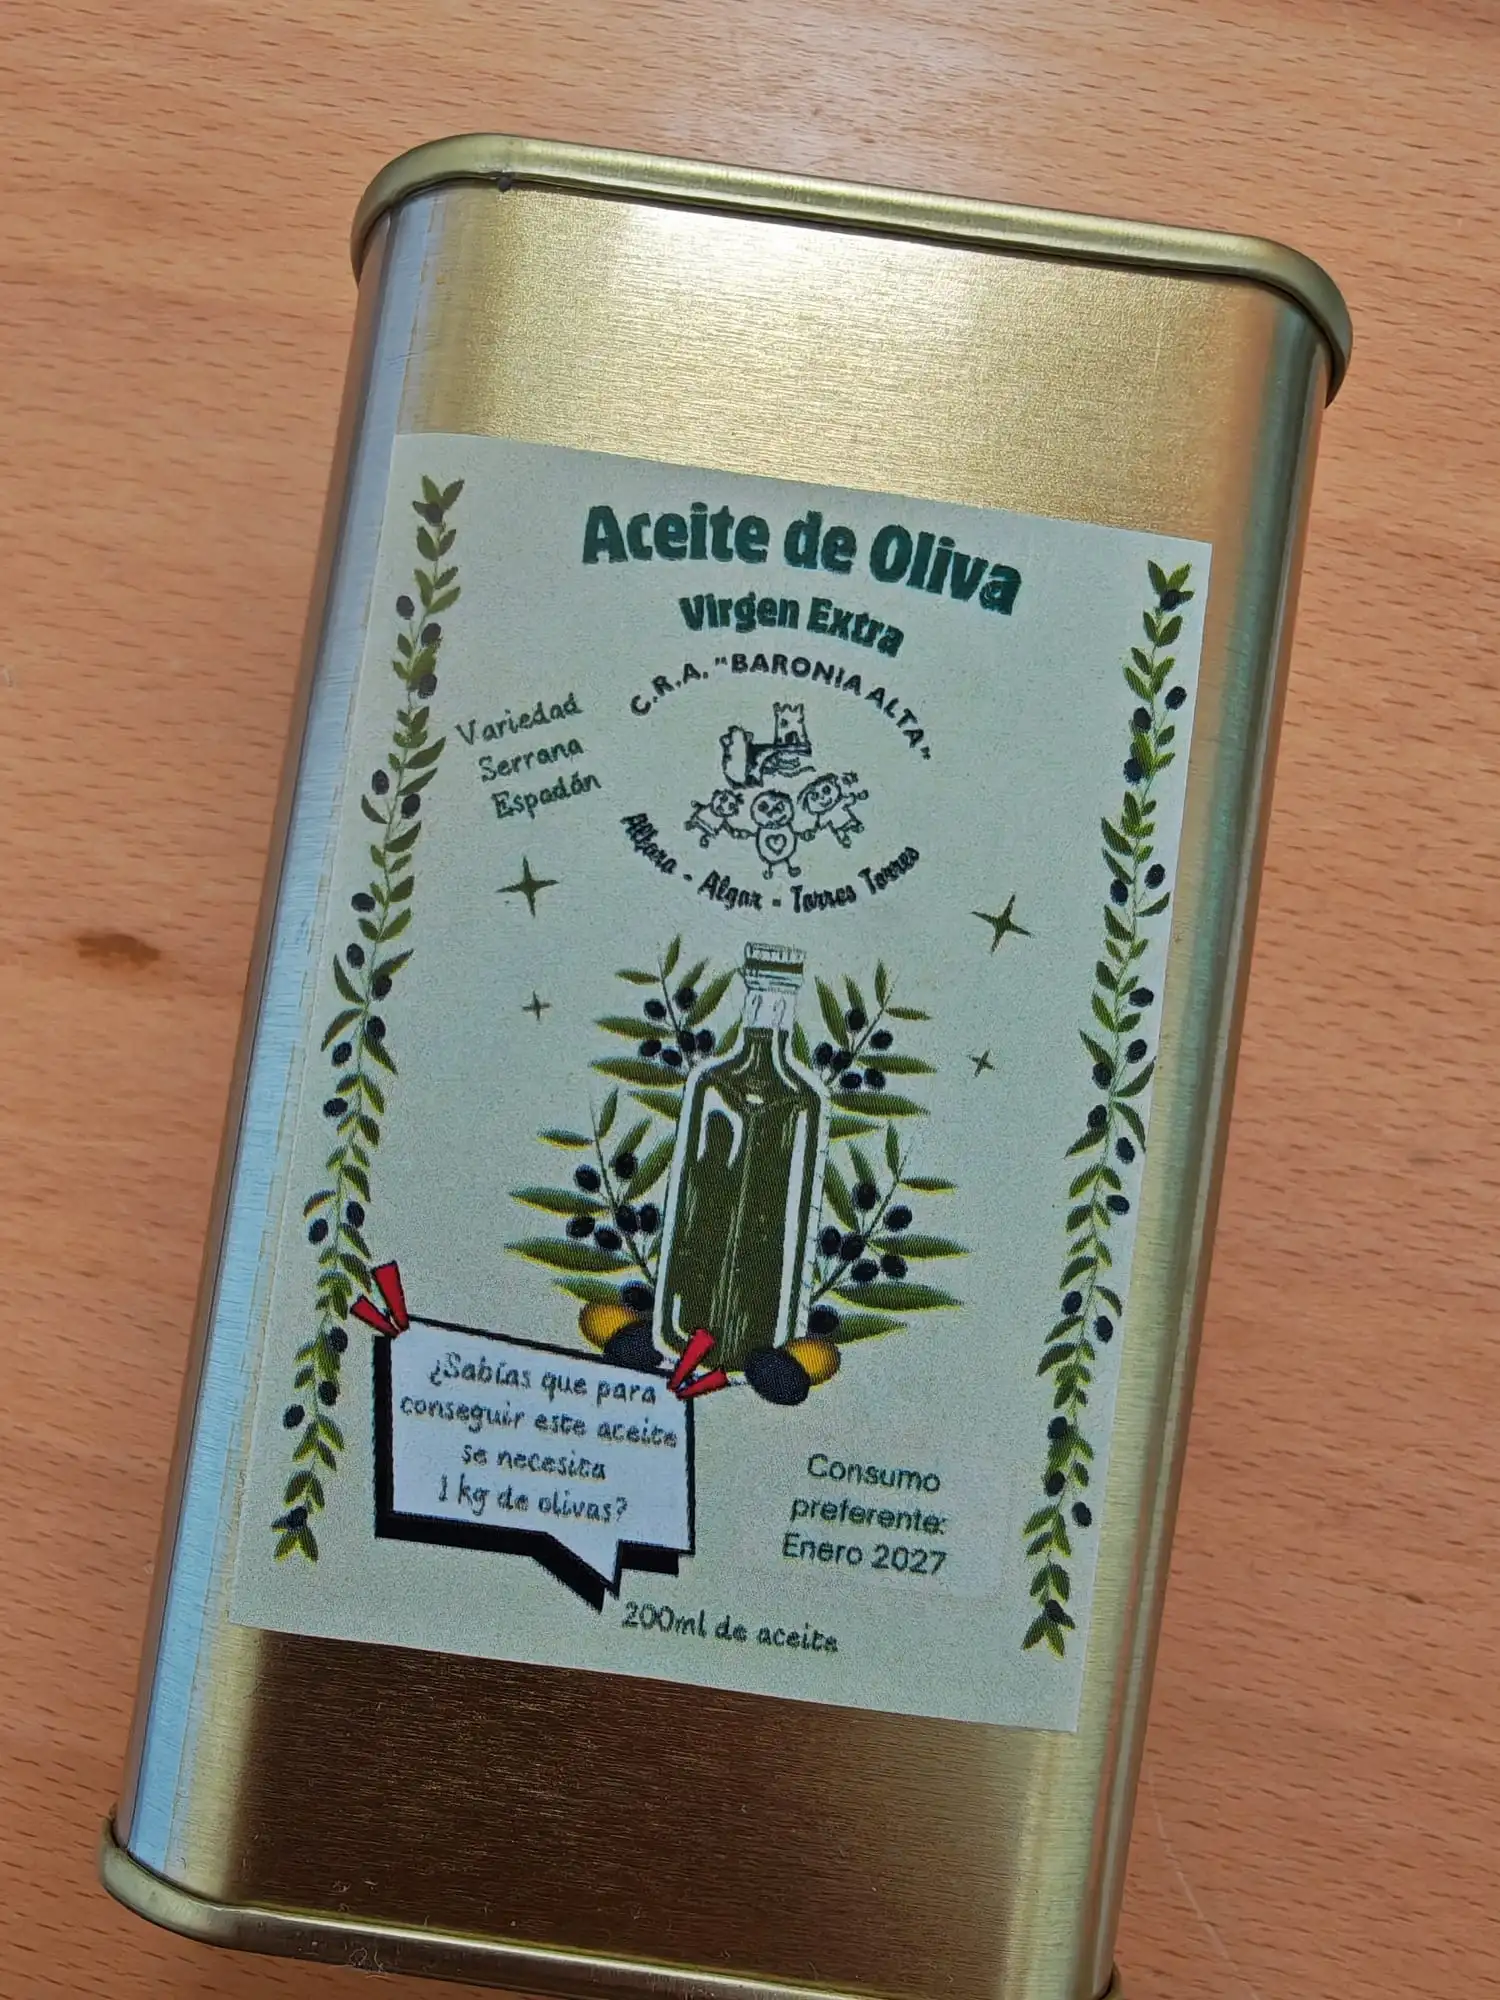 Aceite de Oliva
Virgen Extra
C.R.A. "BARONIA ALTA"
Variedad
Serrana
Espadán
Alfara - Algar - Torres Torres
¿Sabías que para
conseguir este aceite
se necesita
1 kg de olivas?
Consumo
preferente:
Enero 2027
200ml de aceite